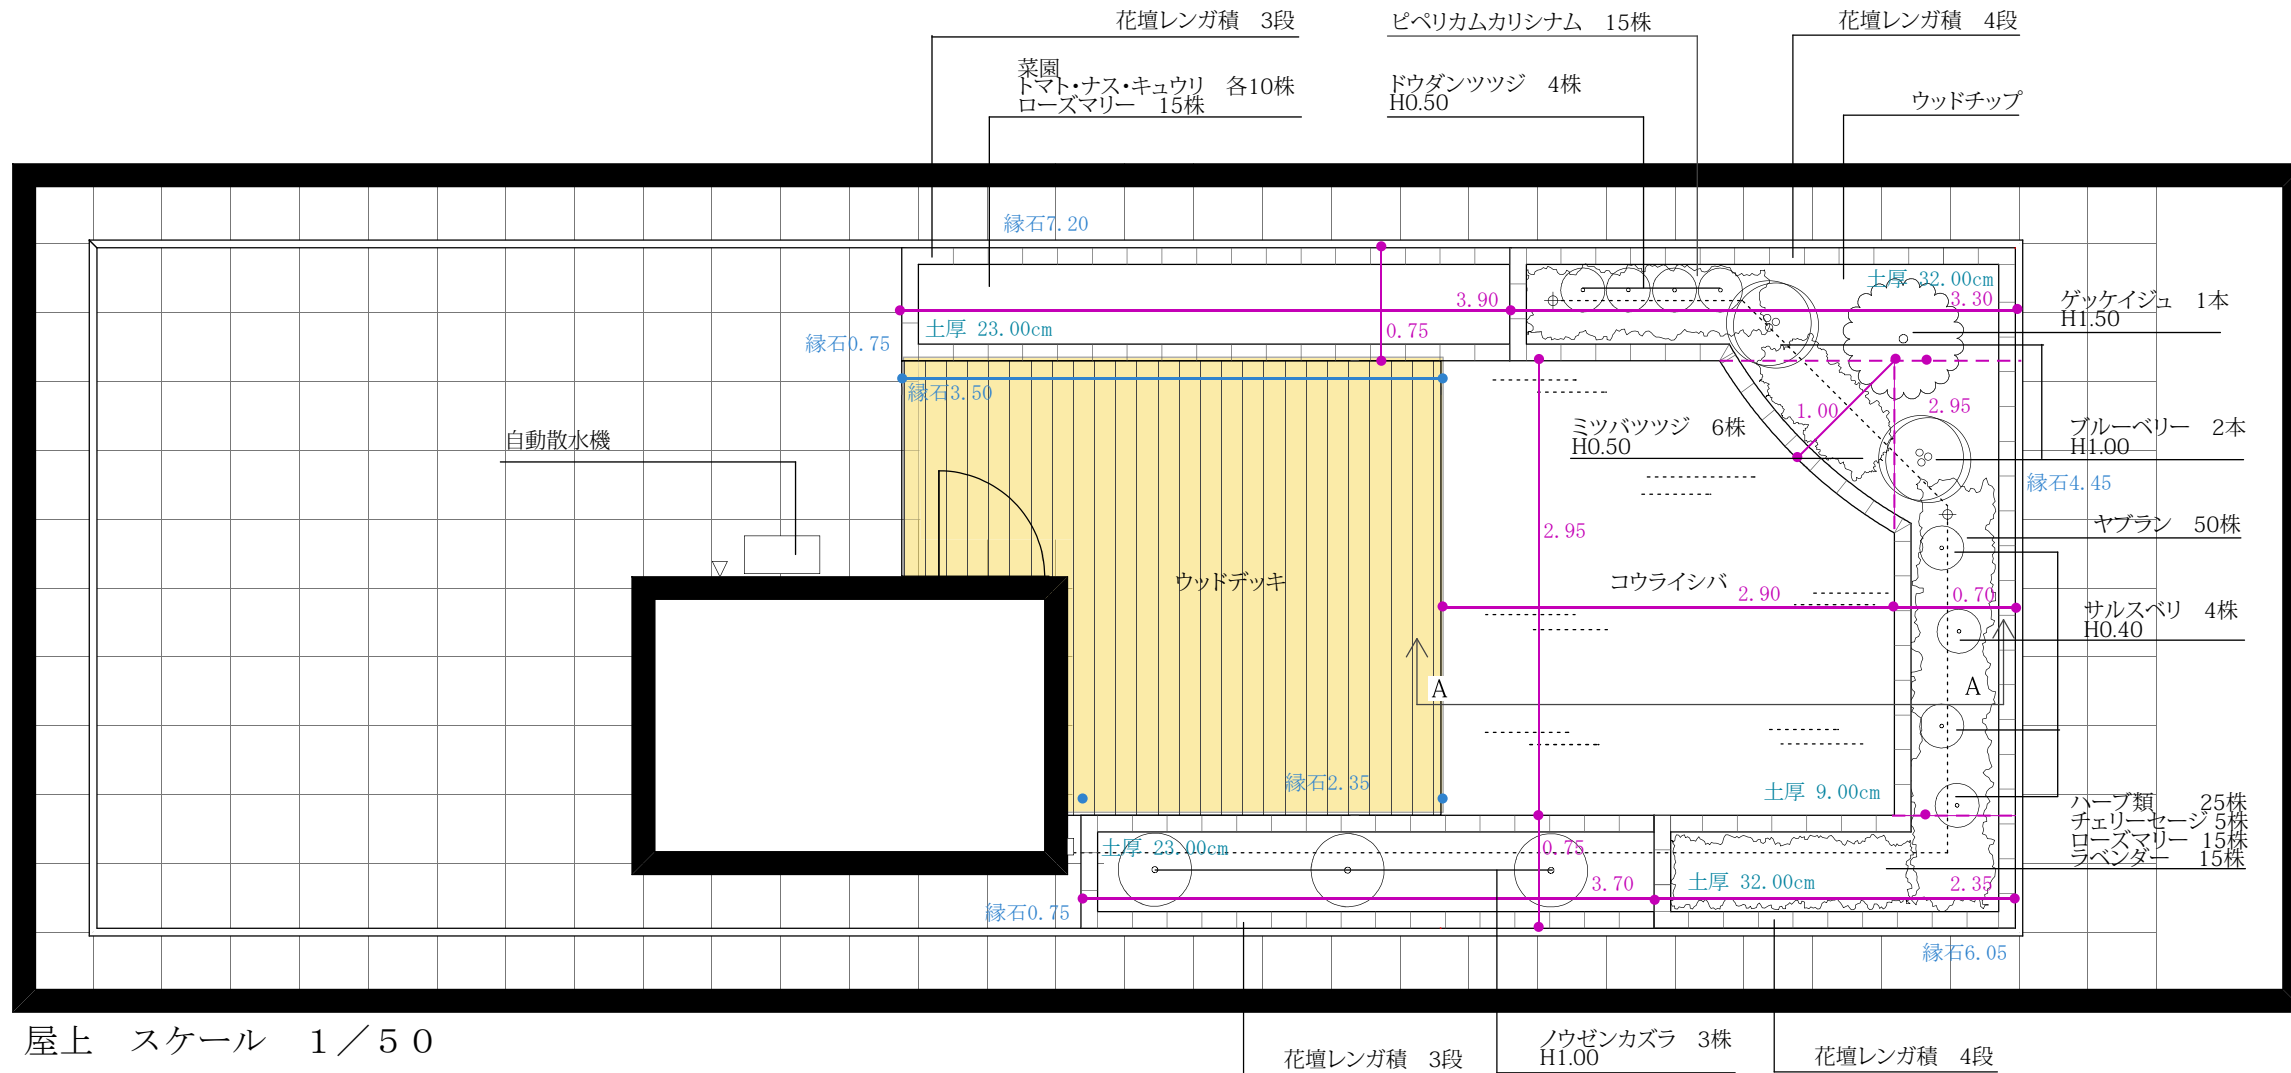 花壇レンガ積　3段
ピペリカムカリシナム　15株
花壇レンガ積　4段
菜園
トマト・ナス・キュウリ　各10株
ローズマリー　15株
ドウダンツツジ　4株
H0.50
ウッドチップ
縁石7.20
土厚 32.00cm
3.90
3.30
ゲッケイジュ　1本
H1.50
土厚 23.00cm
0.75
縁石0.75
縁石3.50
1.00
2.95
ミツバツツジ　6株
H0.50
ブルーベリー　2本
H1.00
自動散水機
縁石4.45
ヤブラン　50株
2.95
ウッドデッキ
コウライシバ
2.90
0.70
サルスベリ　4株
H0.40
A
A
縁石2.35
土厚 9.00cm
ハーブ類　　25株
チェリーセージ 5株
ローズマリー　15株
ラベンダー　15株
土厚 23.00cm
0.75
3.70
土厚 32.00cm
2.35
縁石0.75
縁石6.05
屋上　スケール　１／５０
花壇レンガ積　3段
ノウゼンカズラ　3株
H1.00
花壇レンガ積　4段